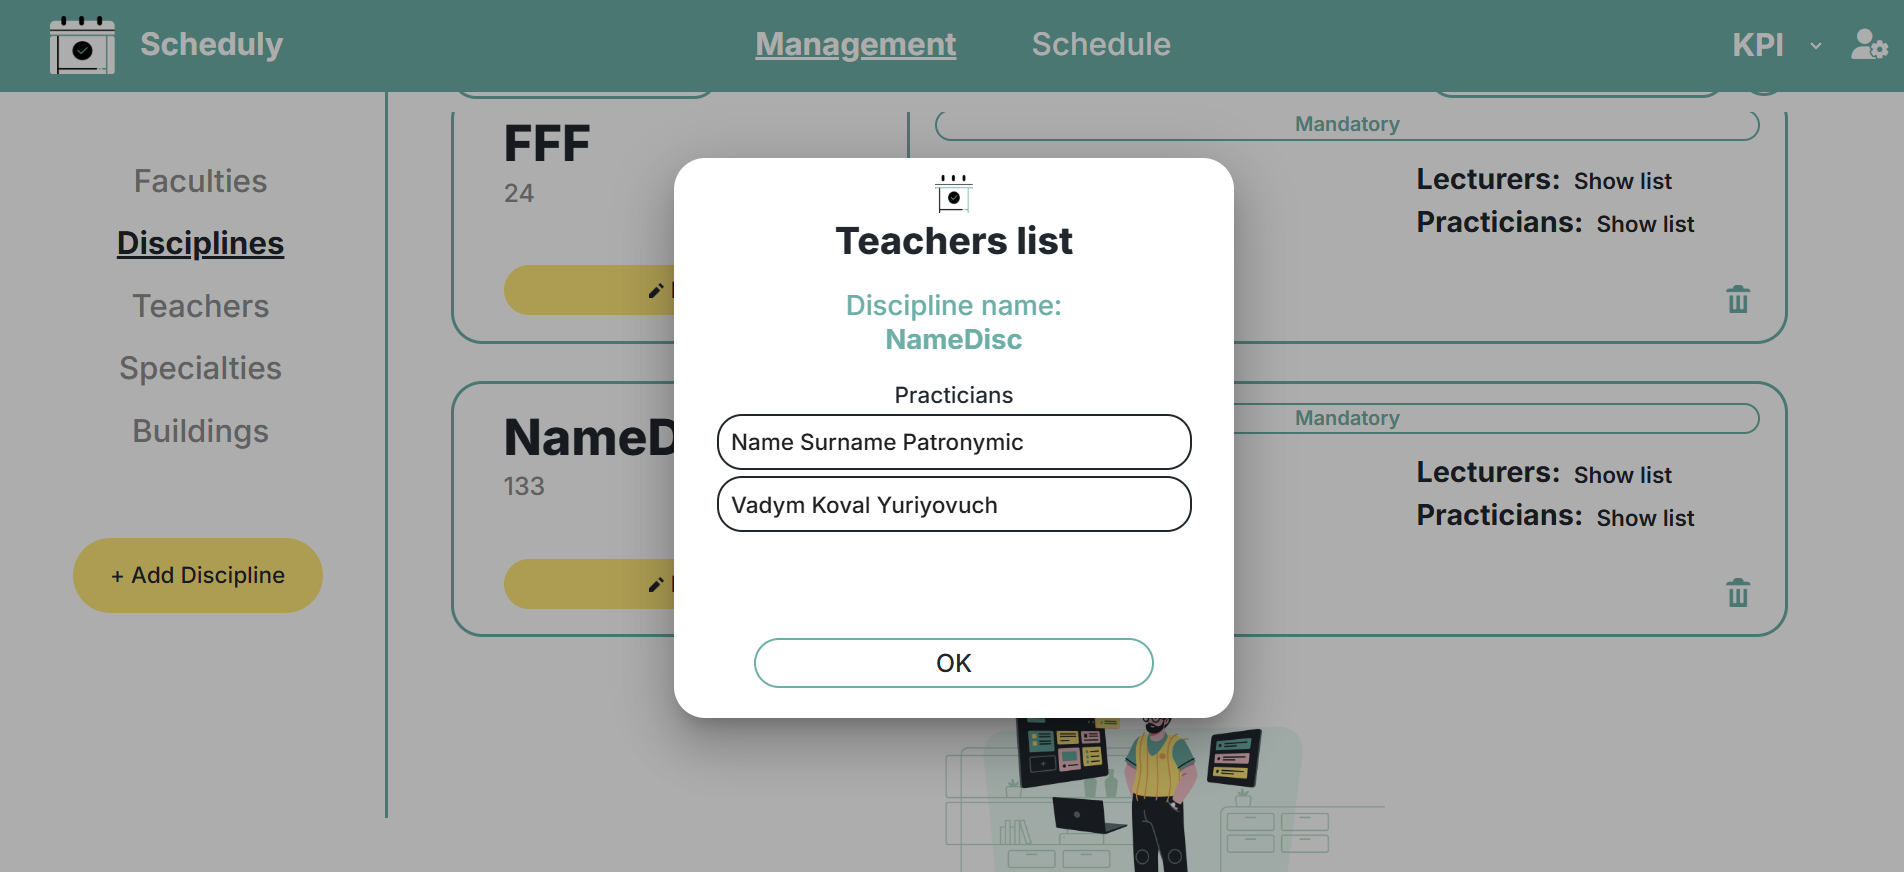 Scheduly
Management
Schedule
KPI
Faculties
Disciplines
Teachers
Specialties
Buildings
+ Add Discipline
FFF
24
Mandatory
Lecturers: Show list
Practicians: Show list
NameD
133
Mandatory
Lecturers: Show list
Practicians: Show list
Teachers list
Discipline name:
NameDisc
Practicians
Name Surname Patronymic
Vadym Koval Yuriyovuch
OK